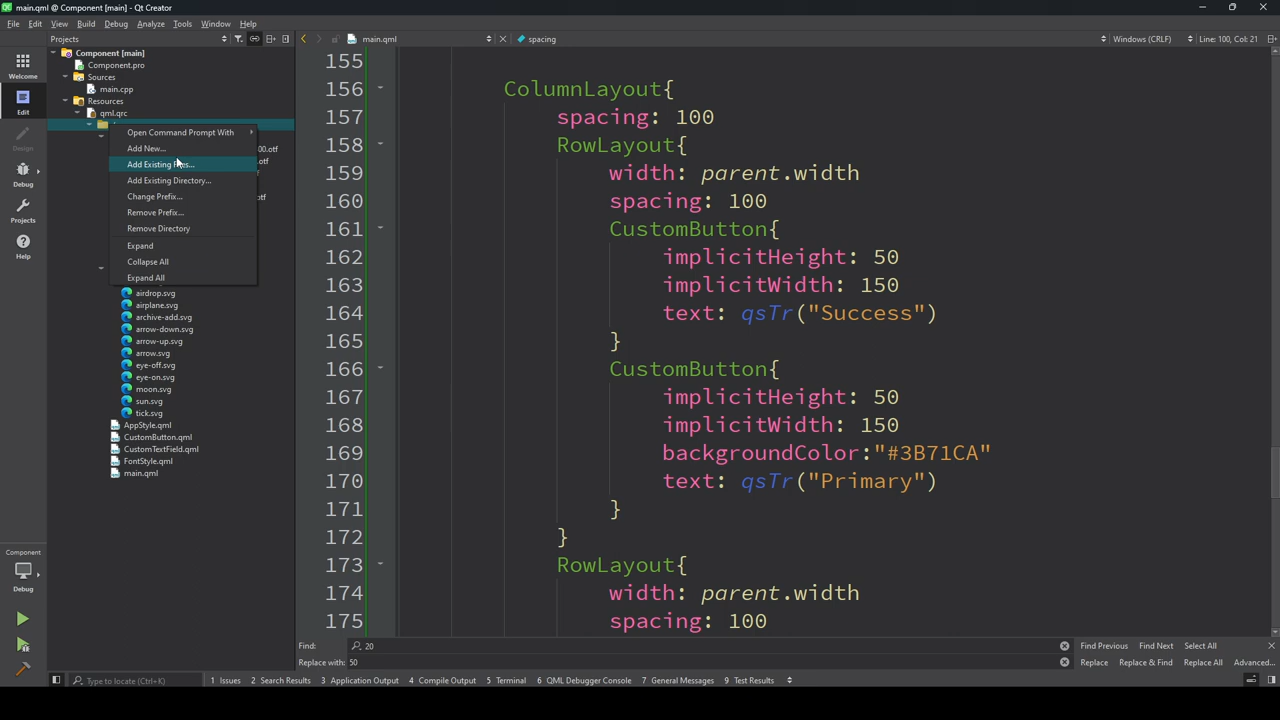 main.qml @ Component [main] - Qt Creator
File Edit View Build Debug Analyze Tools Window Help
Projects
main.qml
spacing
Windows (CRLF)
Line: 100, Col: 21
Welcome
Edit
Design
Debug
Projects
Help
Component
Debug
Component [main]
Component.pro
Sources
main.cpp
Resources
qml.qrc
00.otf
.otf
otf
Open Command Prompt With
Add New...
Add Existing
Add Existing Directory...
Change Prefix...
Remove Prefix...
Remove Directory
Expand
Collapse All
Expand All
airdrop.svg
airplane.svg
archive-add.svg
arrow-down.svg
arrow-up.svg
arrow.svg
eye-off.svg
eye-on.svg
moon.svg
sun.svg
tick.svg
AppStyle.qml
CustomButton.qml
CustomTextField.qml
FontStyle.qml
main.qml
155
156 ColumnLayout{
157 spacing: 100
158 RowLayout{
159 width: parent.width
160 spacing: 100
161 CustomButton{
162 implicitHeight: 50
163 implicitWidth: 150
164 text: qsTr("Success")
165 }
166 CustomButton{
167 implicitHeight: 50
168 implicitWidth: 150
169 backgroundColor:"#3B71CA"
170 text: qsTr("Primary")
171 }
172 }
173 RowLayout{
174 width: parent.width
175 spacing: 100
Find: 20 Find Previous Find Next Select All
Replace with: 50 Replace Replace & Find Replace All Advanced...
Type to locate (Ctrl+K) 1 Issues 2 Search Results 3 Application Output 4 Compile Output 5 Terminal 6 QML Debugger Console 7 General Messages 9 Test Results